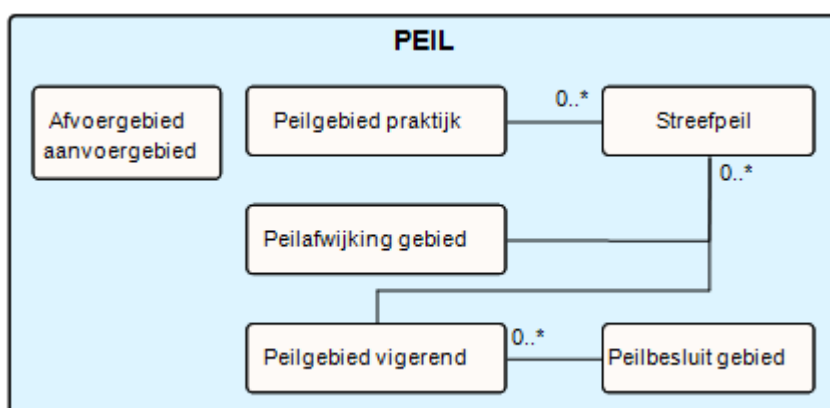 PEIL
Afvoergebied
aanvoergebied
Peilgebied praktijk
0..*
Streefpeil
0..*
Peilafwijking gebied
Peilgebied vigerend
0..*
Peilbesluit gebied